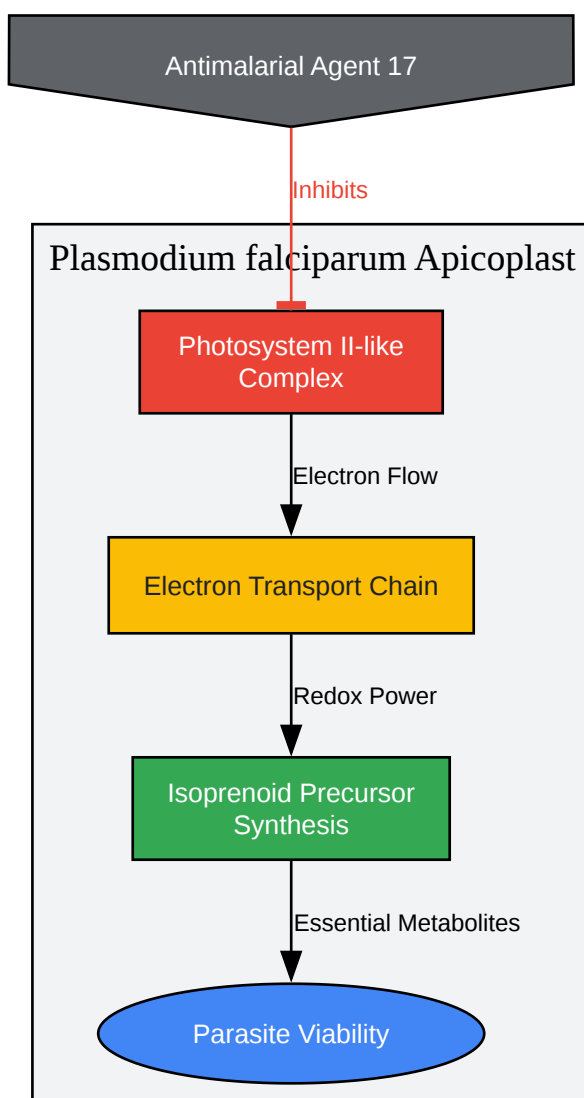 Antimalarial Agent 17
Inhibits
Plasmodium falciparum Apicoplast
Photosystem II-like
Complex
Electron Flow
Electron Transport Chain
Redox Power
Isoprenoid Precursor
Synthesis
Essential Metabolites
Parasite Viability